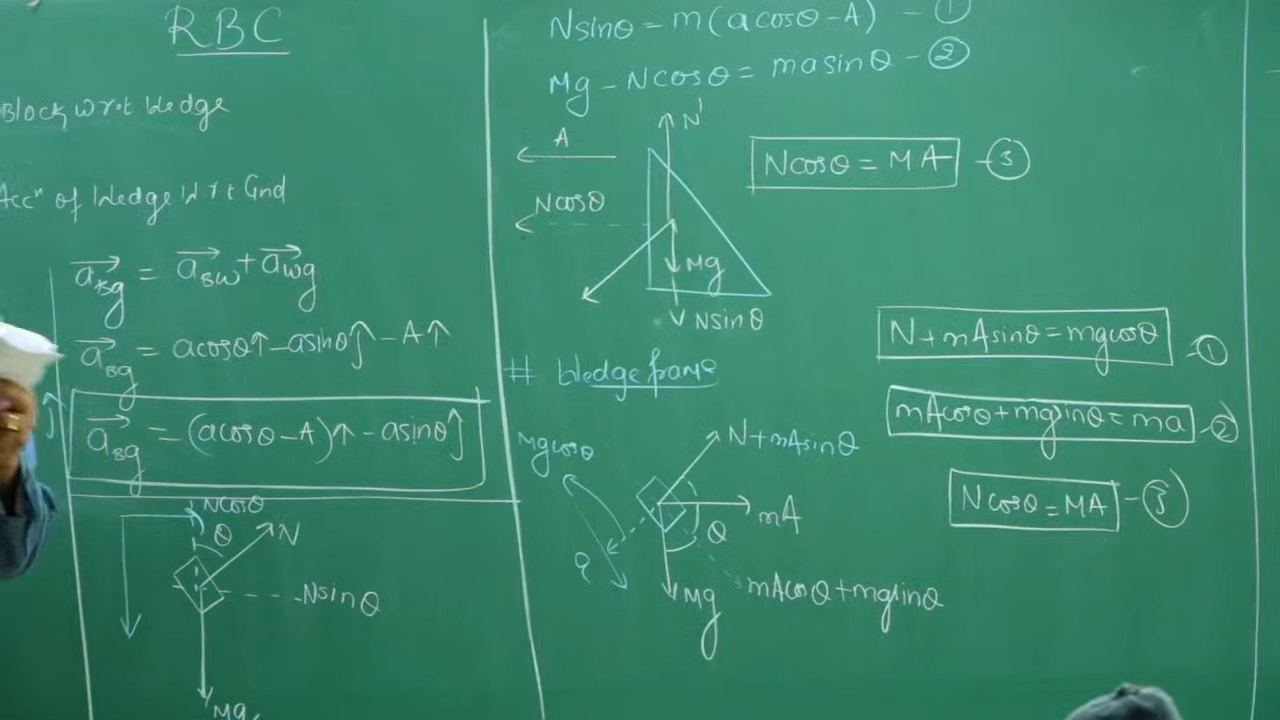 RBC
Block w.r.t Wedge
Accⁿ of Wedge w r t Gnd
a⃗Bg = a⃗BW + a⃗Wg
a⃗Bg = acosθ↑ - asinθ↑ - A↑
a⃗Bg = (acosθ-A)↑ - asinθ↑
Ncosθ
θ
N
Nsinθ
Mg
Nsinθ = m(acosθ-A) - ①
Mg - Ncosθ = masinθ - ②
N'
A
Ncosθ = MA - ③
Ncosθ
Mg
Nsinθ
# Wedge frame
N+mAsinθ = mgcosθ - ①
mAcosθ+mgsinθ = ma - ②
Ncosθ = MA - ③
Mgcosθ
N+mAsinθ
mA
θ
a
Mg
mAcosθ+mgsinθ